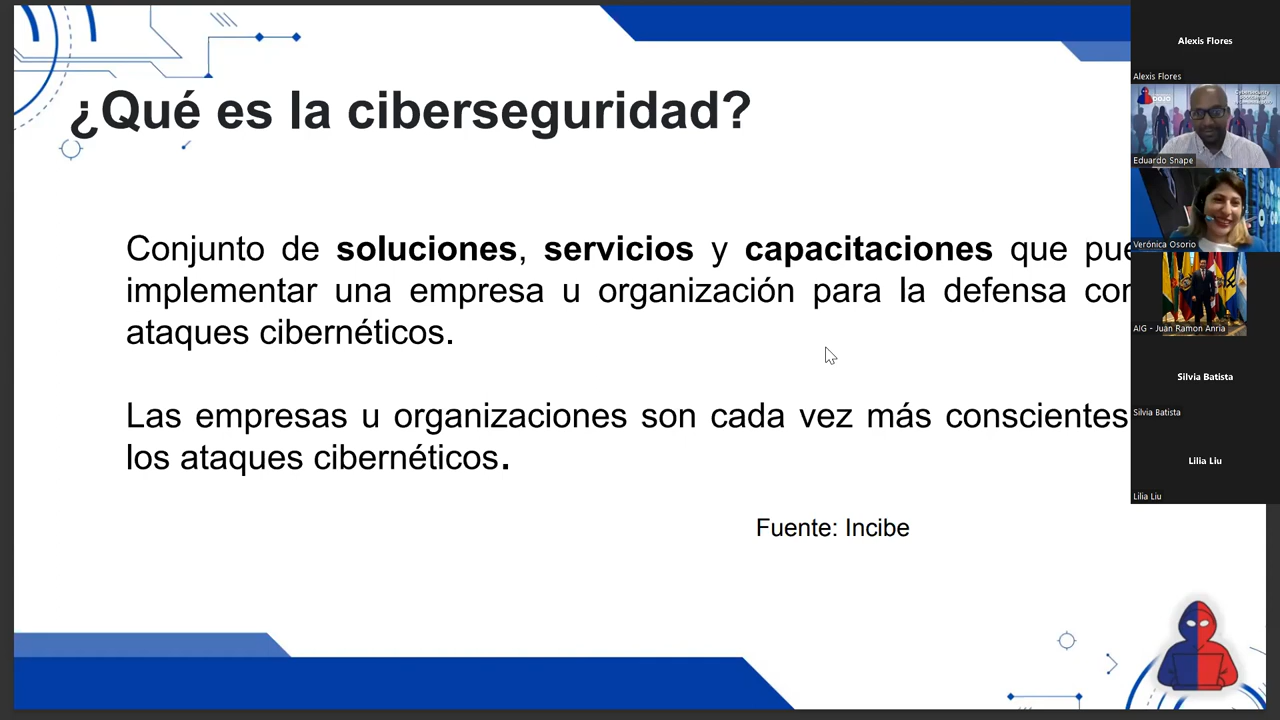 ¿Qué es la ciberseguridad?
Conjunto de soluciones, servicios y capacitaciones que
implementar una empresa u organización para la defensa
ataques cibernéticos.
Las empresas u organizaciones son cada vez más conscientes
los ataques cibernéticos.
Fuente: Incibe
Alexis Flores
Alexis Flores
DOJO
Eduardo Snape
Verónica Osorio
AIG - Juan Ramon Anria
Silvia Batista
Silvia Batista
Lilia Liu
Lilia Liu